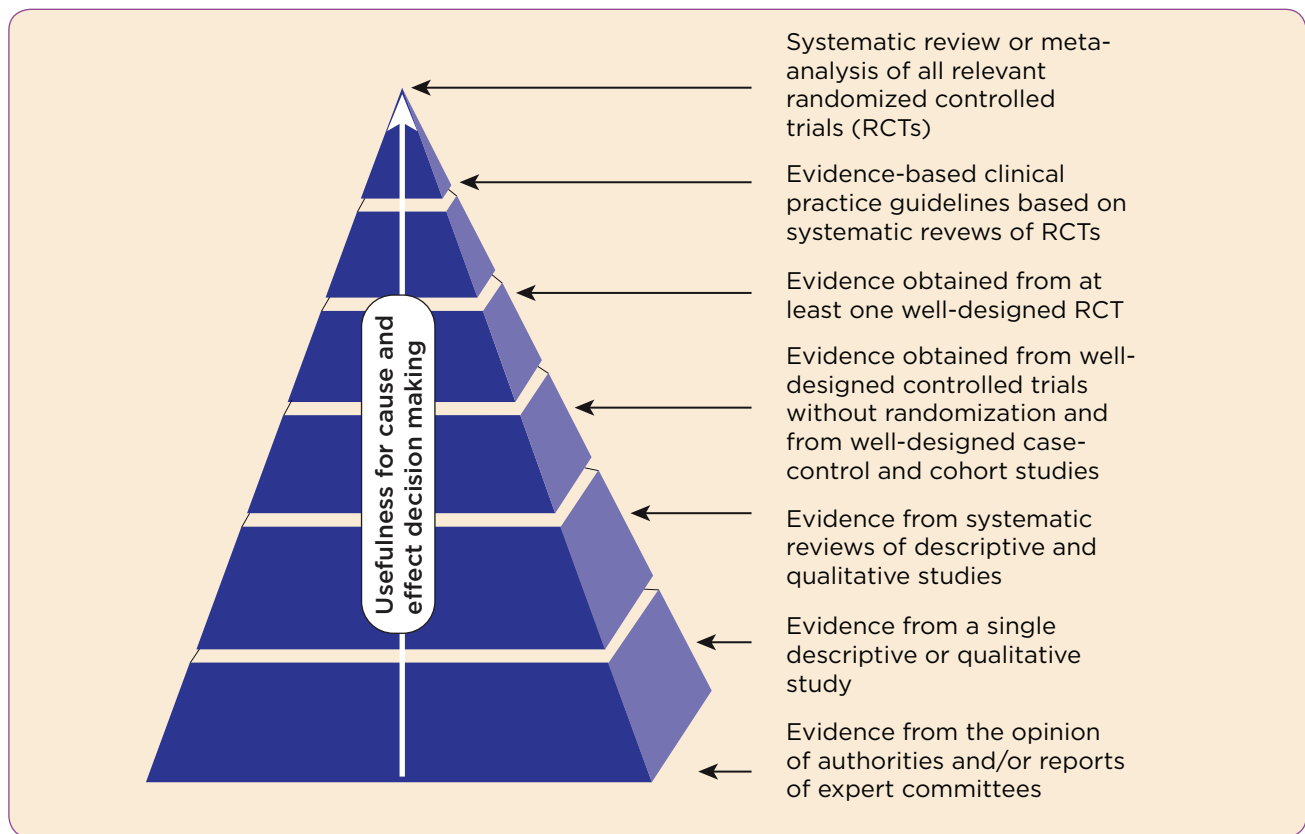 Systematic review or meta-
analysis of all relevant
randomized controlled
trials (RCTs)
Evidence-based clinical
practice guidelines based on
systematic revews of RCTs
Evidence obtained from at
least one well-designed RCT
Evidence obtained from well-
designed controlled trials
without randomization and
from well-designed case-
control and cohort studies
Evidence from systematic
reviews of descriptive and
qualitative studies
Evidence from a single
descriptive or qualitative
study
Evidence from the opinion
of authorities and/or reports
of expert committees
Usefulness for cause and
effect decision making